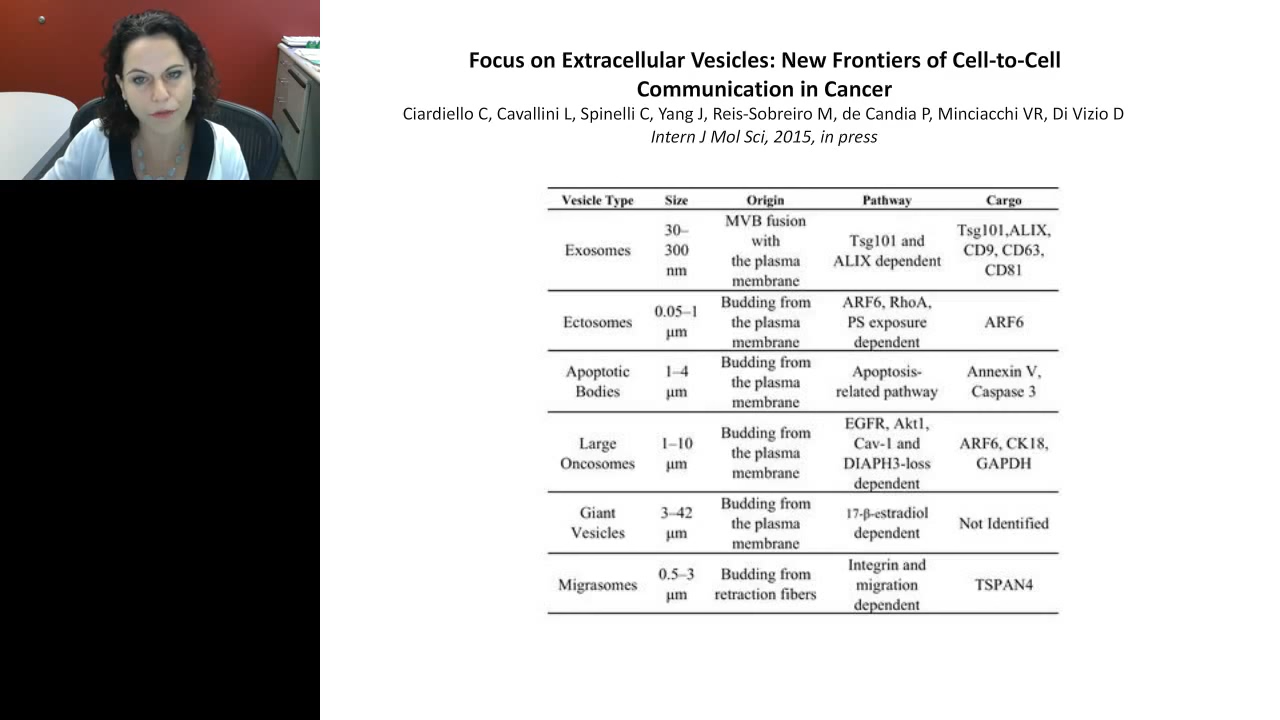 Focus on Extracellular Vesicles: New Frontiers of Cell-to-Cell
Communication in Cancer
Ciardiello C, Cavallini L, Spinelli C, Yang J, Reis-Sobreiro M, de Candia P, Minciacchi VR, Di Vizio D
Intern J Mol Sci, 2015, in press
Vesicle Type Size Origin Pathway Cargo
Exosomes
30–
300
nm
MVB fusion
with
the plasma
membrane
Tsg101 and
ALIX dependent
Tsg101,ALIX,
CD9, CD63,
CD81
Ectosomes
0.05–1
μm
Budding from
the plasma
membrane
ARF6, RhoA,
PS exposure
dependent
ARF6
Apoptotic
Bodies
1–4
μm
Budding from
the plasma
membrane
Apoptosis-
related pathway
Annexin V,
Caspase 3
Large
Oncosomes
1–10
μm
Budding from
the plasma
membrane
EGFR, Akt1,
Cav-1 and
DIAPH3-loss
dependent
ARF6, CK18,
GAPDH
Giant
Vesicles
3–42
μm
Budding from
the plasma
membrane
17-β-estradiol
dependent
Not Identified
Migrasomes
0.5–3
μm
Budding from
retraction fibers
Integrin and
migration
dependent
TSPAN4